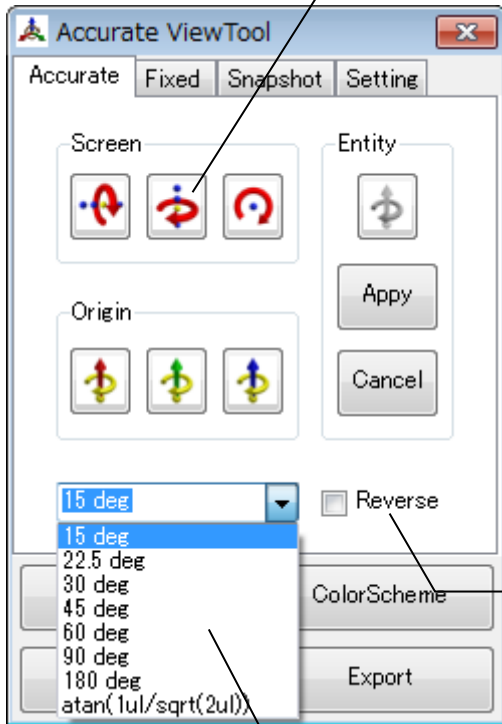 Accurate ViewTool
Accurate Fixed Snapshot Setting
Screen
Entity
Appy
Origin
Cancel
15 deg
Reverse
15 deg
22.5 deg
30 deg
45 deg
60 deg
90 deg
180 deg
atan(1ul/sqrt(2ul))
ColorScheme
Export